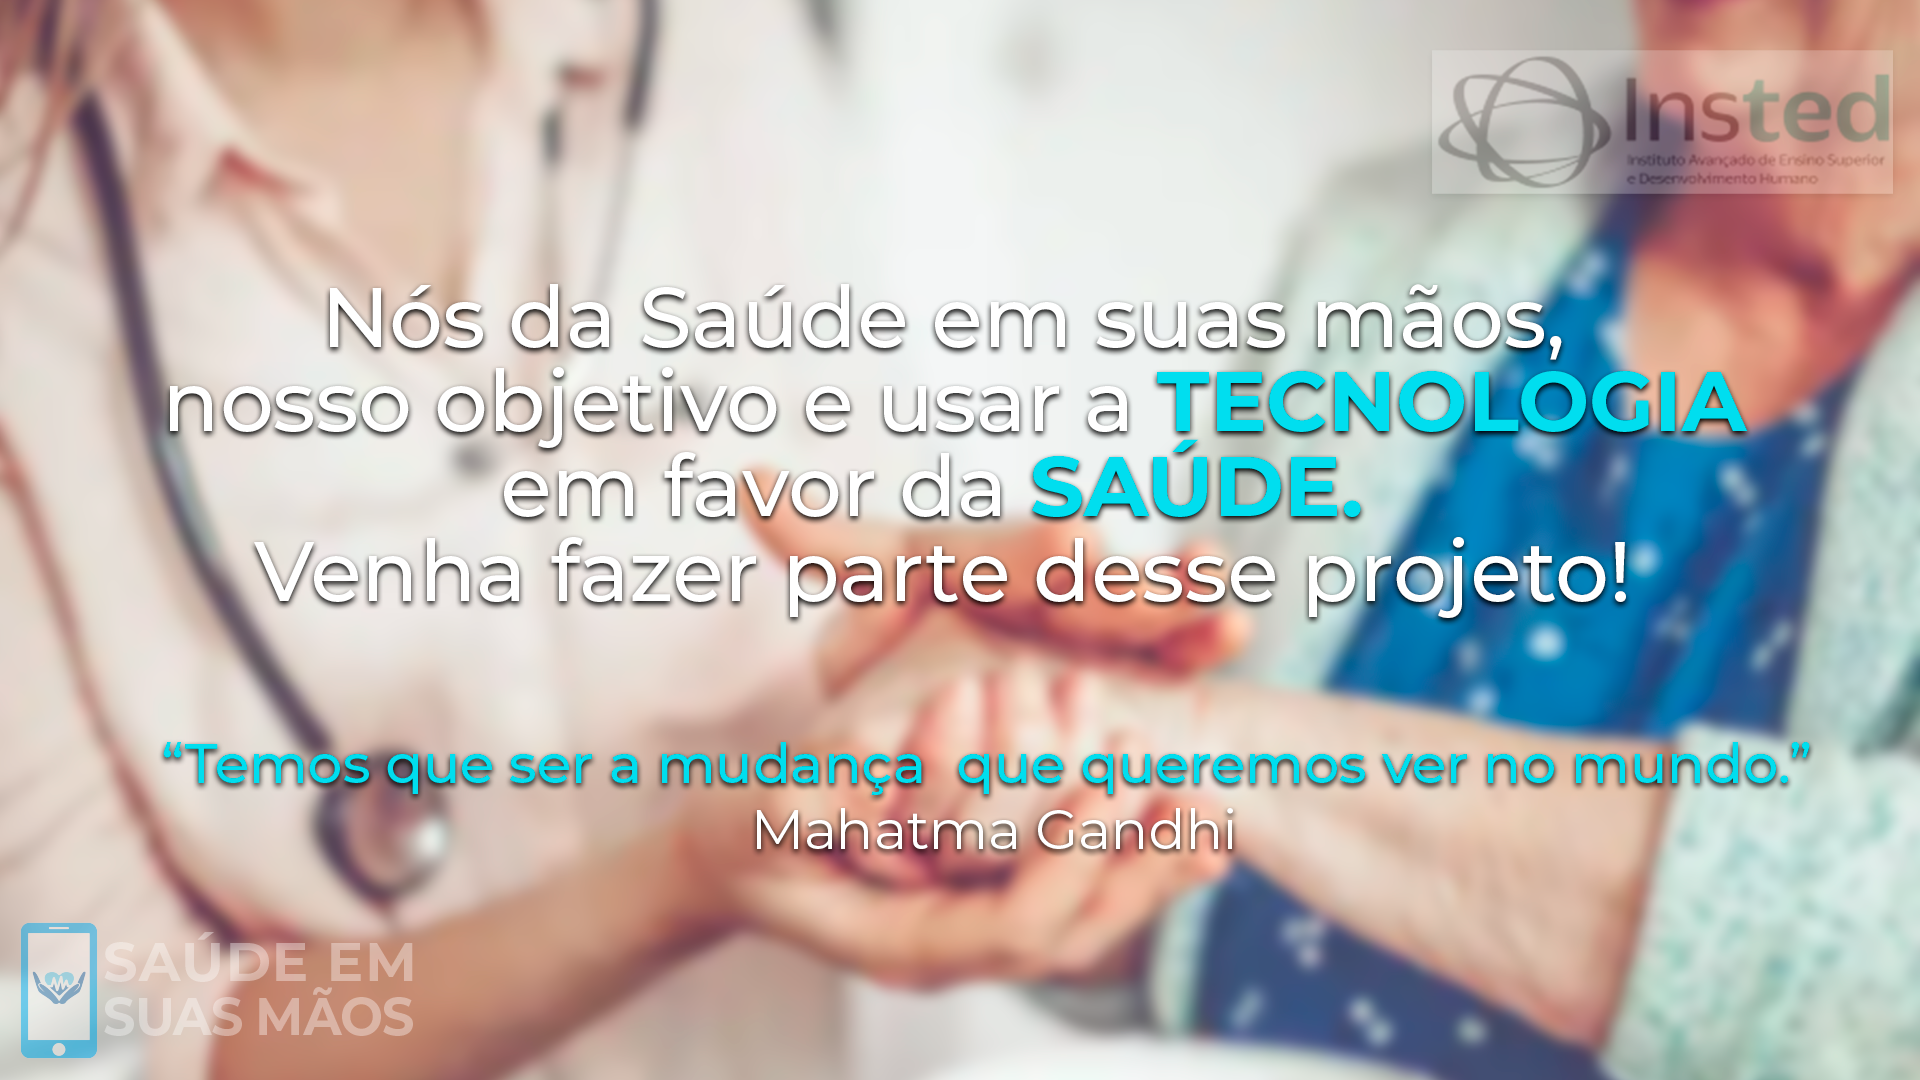 Insted
Instituto Avançado de Ensino Superior
e Desenvolvimento Humano
Nós da Saúde em suas mãos,
nosso objetivo e usar a TECNOLOGIA
em favor da SAÚDE.
Venha fazer parte desse projeto!
“Temos que ser a mudança  que queremos ver no mundo.”
Mahatma Gandhi
SAÚDE EM
SUAS MÃOS